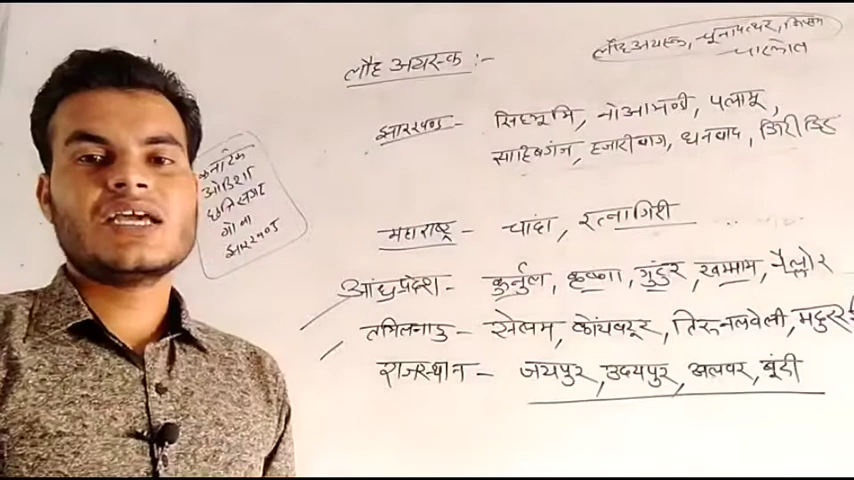 लौह अयस्क, चूनापत्थर,
लौह अयस्क :-
झारखण्ड - सिंहभूमि, नोआमण्डी, पलामू,
साहिबगंज, हजारीबाग, धनबाद, गिरीडिह
कर्नाटक
ओडिशा
छत्तिसगढ
गोवा
झारखण्ड
महाराष्ट्र - चांदा, रत्नागिरी
आंध्रप्रदेश - कुर्नुल, कृष्णा, गुंटुर, खम्माम, नैल्लोर
तमिलनाडु - सेलम, कोयंबटूर, तिरुनलवेली, मदुरई
राजस्थान - जयपुर, उदयपुर, अलवर, बूंदी